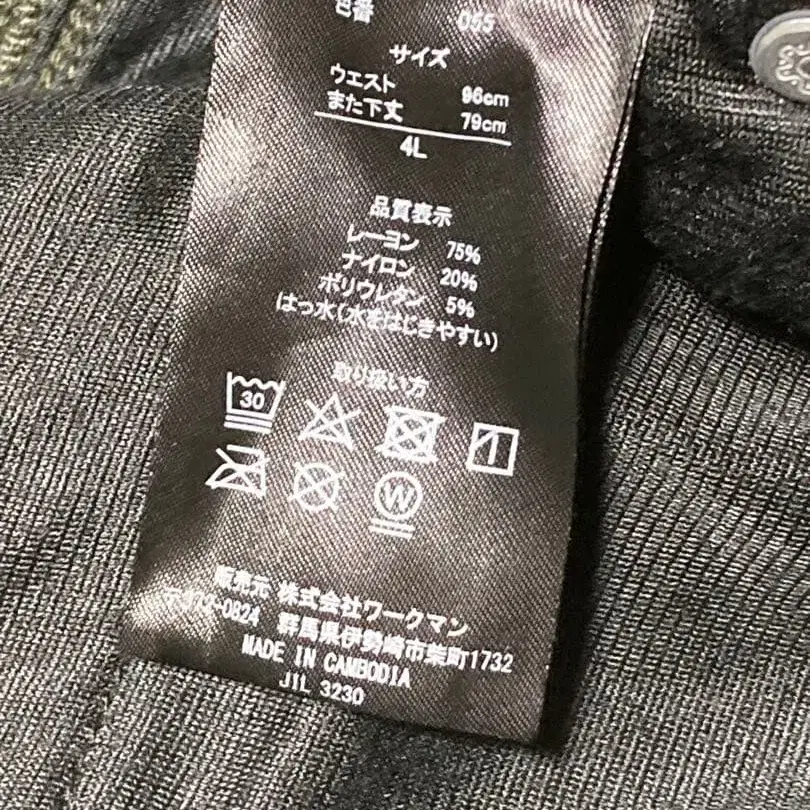 色番 055
サイズ
ウエスト 96cm
また下丈 79cm
4L
品質表示
レーヨン 75%
ナイロン 20%
ポリウレタン 5%
はっ水(水をはじきやすい)
取り扱い方
30
W
販売元 株式会社ワークマン
〒372-0824 群馬県伊勢崎市柴町1732
MADE IN CAMBODIA
JIL 3230